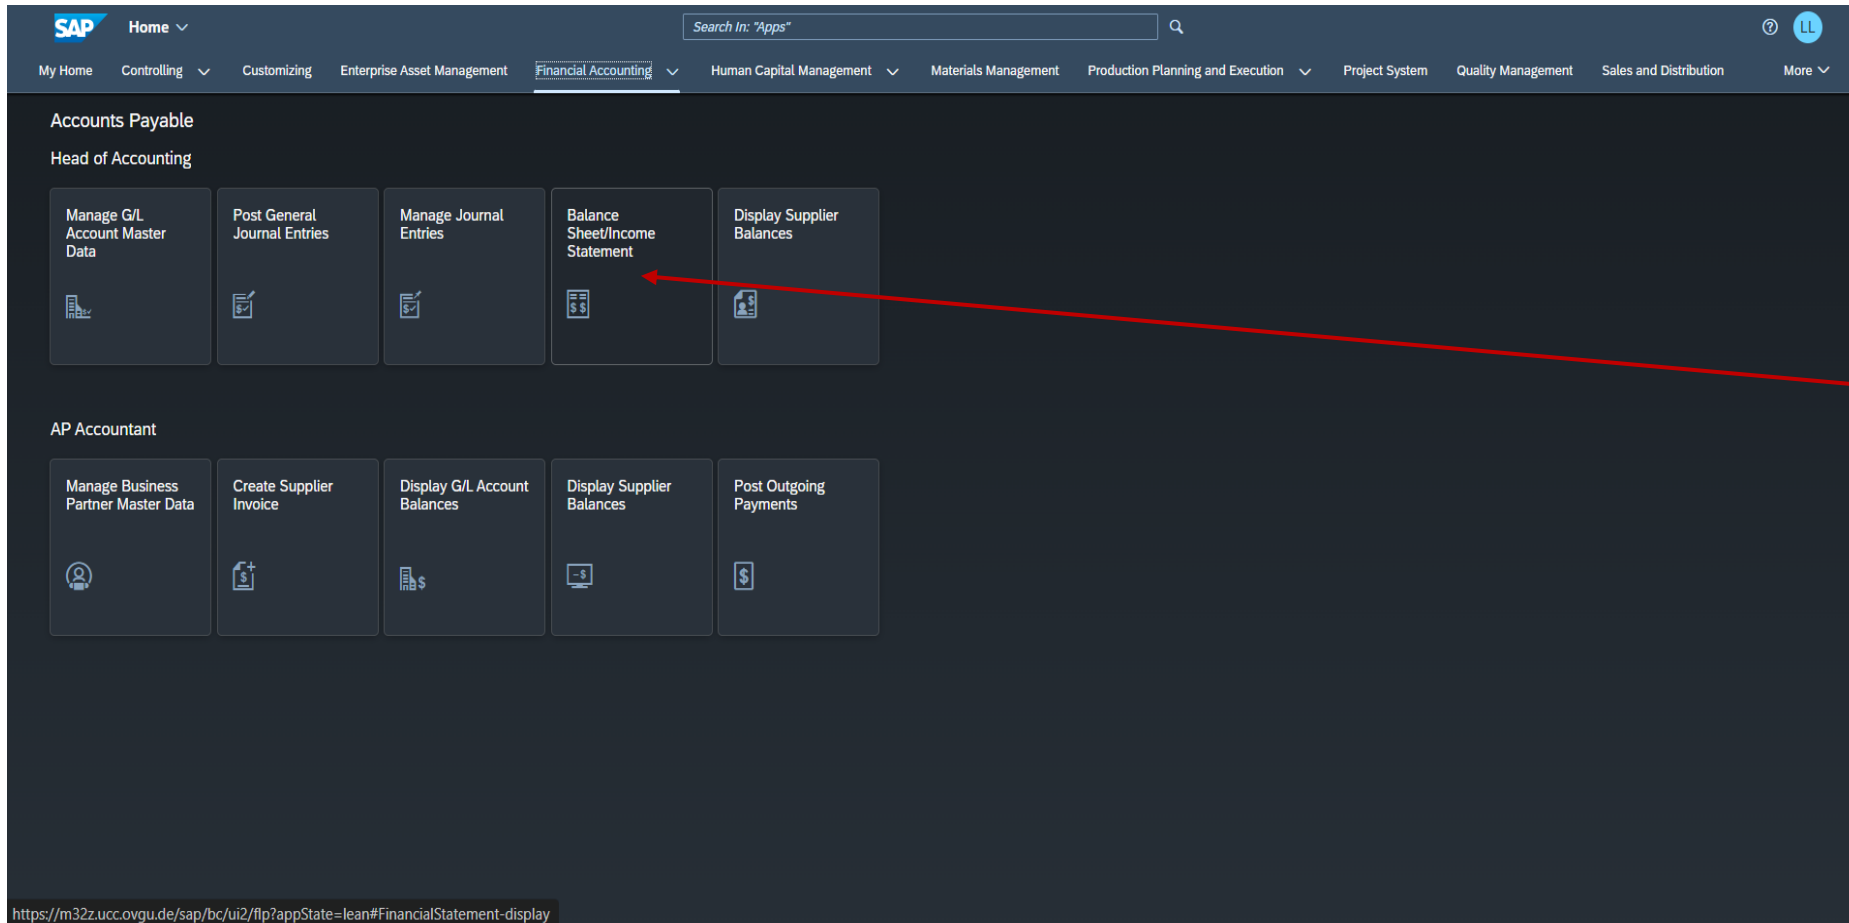 SAP Home Search In: "Apps" LL
My Home Controlling Customizing Enterprise Asset Management Financial Accounting Human Capital Management Materials Management Production Planning and Execution Project System Quality Management Sales and Distribution More
Accounts Payable
Head of Accounting
Manage G/L
Account Master
Data
Post General
Journal Entries
Manage Journal
Entries
Balance
Sheet/Income
Statement
Display Supplier
Balances
AP Accountant
Manage Business
Partner Master Data
Create Supplier
Invoice
Display G/L Account
Balances
Display Supplier
Balances
Post Outgoing
Payments
https://m32z.ucc.ovgu.de/sap/bc/ui2/flp?appState=lean#FinancialStatement-display